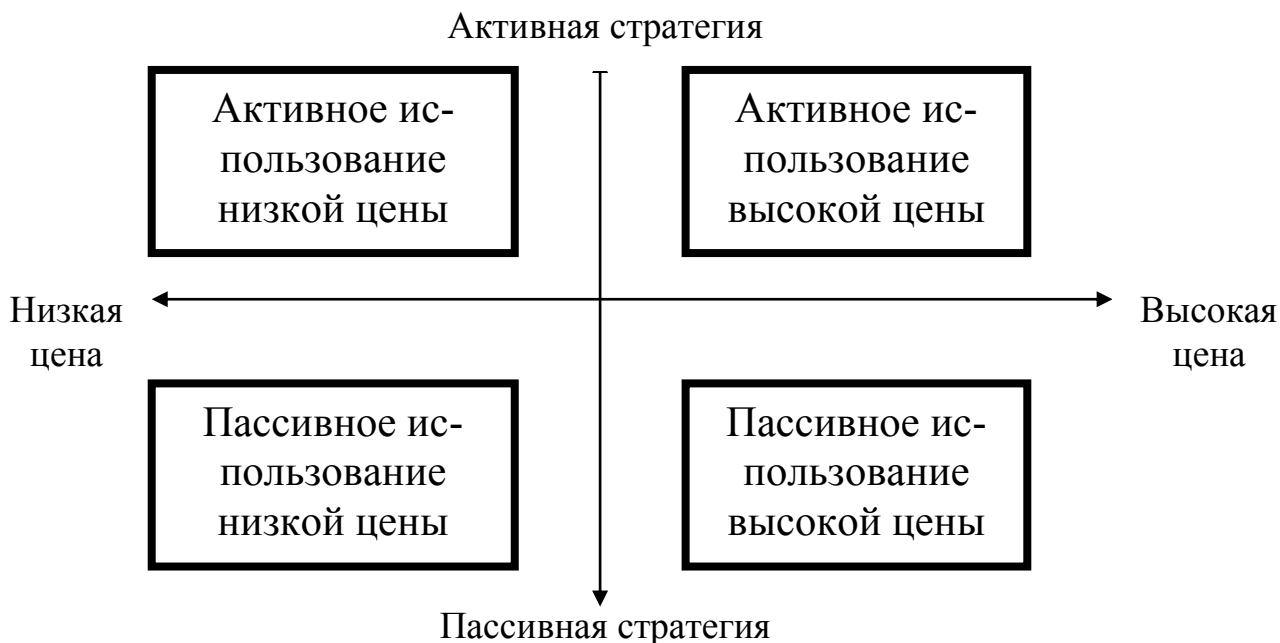 Активная стратегия
Активное ис-
пользование
низкой цены
Активное ис-
пользование
высокой цены
Низкая
цена
Высокая
цена
Пассивное ис-
пользование
низкой цены
Пассивное ис-
пользование
высокой цены
Пассивная стратегия